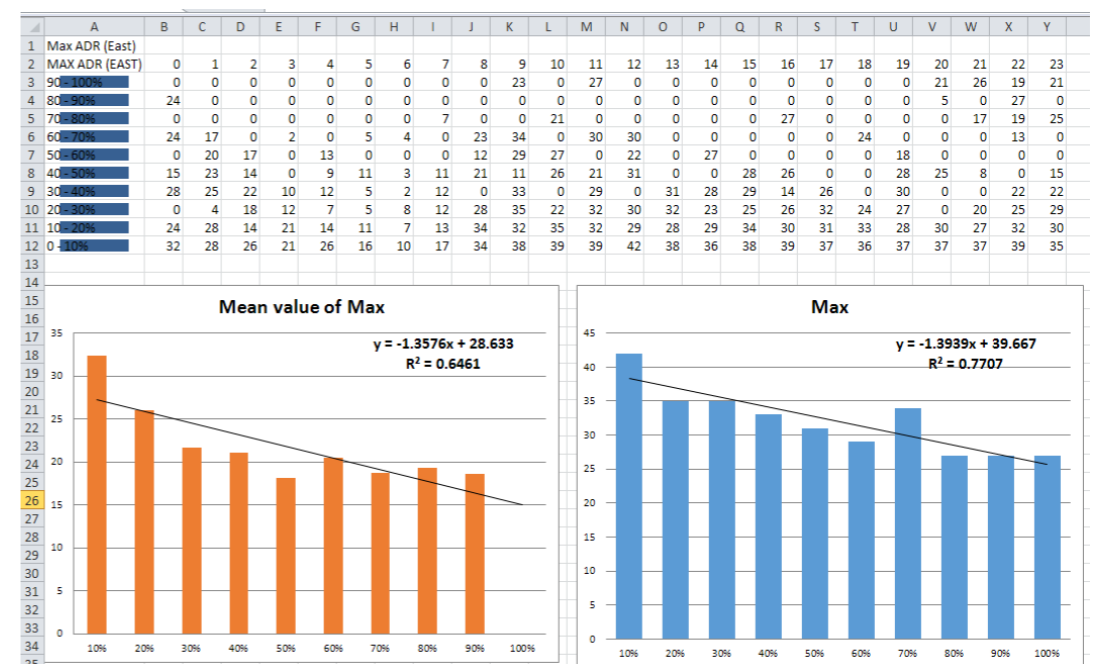 A B C D E F G H I J K L M N O P Q R S T U V W X Y
1 Max ADR (East)
2 MAX ADR (EAST) 0 1 2 3 4 5 6 7 8 9 10 11 12 13 14 15 16 17 18 19 20 21 22 23
3 90 - 100% 0 0 0 0 0 0 0 0 0 23 0 27 0 0 0 0 0 0 0 0 21 26 19 21
4 80 - 90% 24 0 0 0 0 0 0 0 0 0 0 0 0 0 0 0 0 0 0 0 5 0 27 0
5 70 - 80% 0 0 0 0 0 0 0 7 0 0 21 0 0 0 0 0 27 0 0 0 0 17 19 25
6 60 - 70% 24 17 0 2 0 5 4 0 23 34 0 30 30 0 0 0 0 0 24 0 0 0 13 0
7 50 - 60% 0 20 17 0 13 0 0 0 12 29 27 0 22 0 27 0 0 0 0 18 0 0 0 0
8 40 - 50% 15 23 14 0 9 11 3 11 21 11 26 21 31 0 0 28 26 0 0 28 25 8 0 15
9 30 - 40% 28 25 22 10 12 5 2 12 0 33 0 29 0 31 28 29 14 26 0 30 0 0 22 22
10 20 - 30% 0 4 18 12 7 5 8 12 28 35 22 32 30 32 23 25 26 32 24 27 0 20 25 29
11 10 - 20% 24 28 14 21 14 11 7 13 34 32 35 32 29 28 29 34 30 31 33 28 30 27 32 30
12 0 - 10% 32 28 26 21 26 16 10 17 34 38 39 39 42 38 36 38 39 37 36 37 37 37 39 35
13
14
15
16
17
18
19
20
21
22
23
24
25
26
27
28
29
30
31
32
33
34
Mean value of Max
y = -1.3576x + 28.633
R² = 0.6461
35
30
25
20
15
10
5
0
10% 20% 30% 40% 50% 60% 70% 80% 90% 100%
Max
y = -1.3939x + 39.667
R² = 0.7707
45
40
35
30
25
20
15
10
5
0
10% 20% 30% 40% 50% 60% 70% 80% 90% 100%